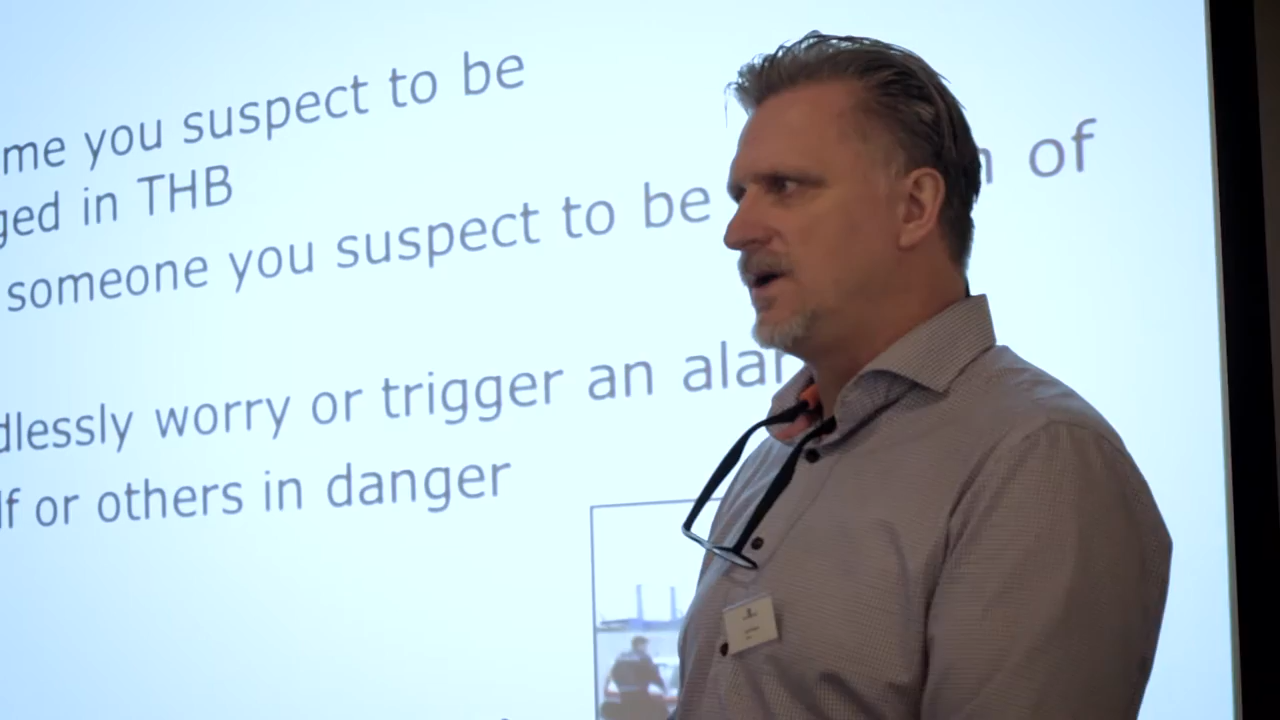 me you suspect to be
ged in THB
someone you suspect to be of
dlessly worry or trigger an alar
lf or others in danger